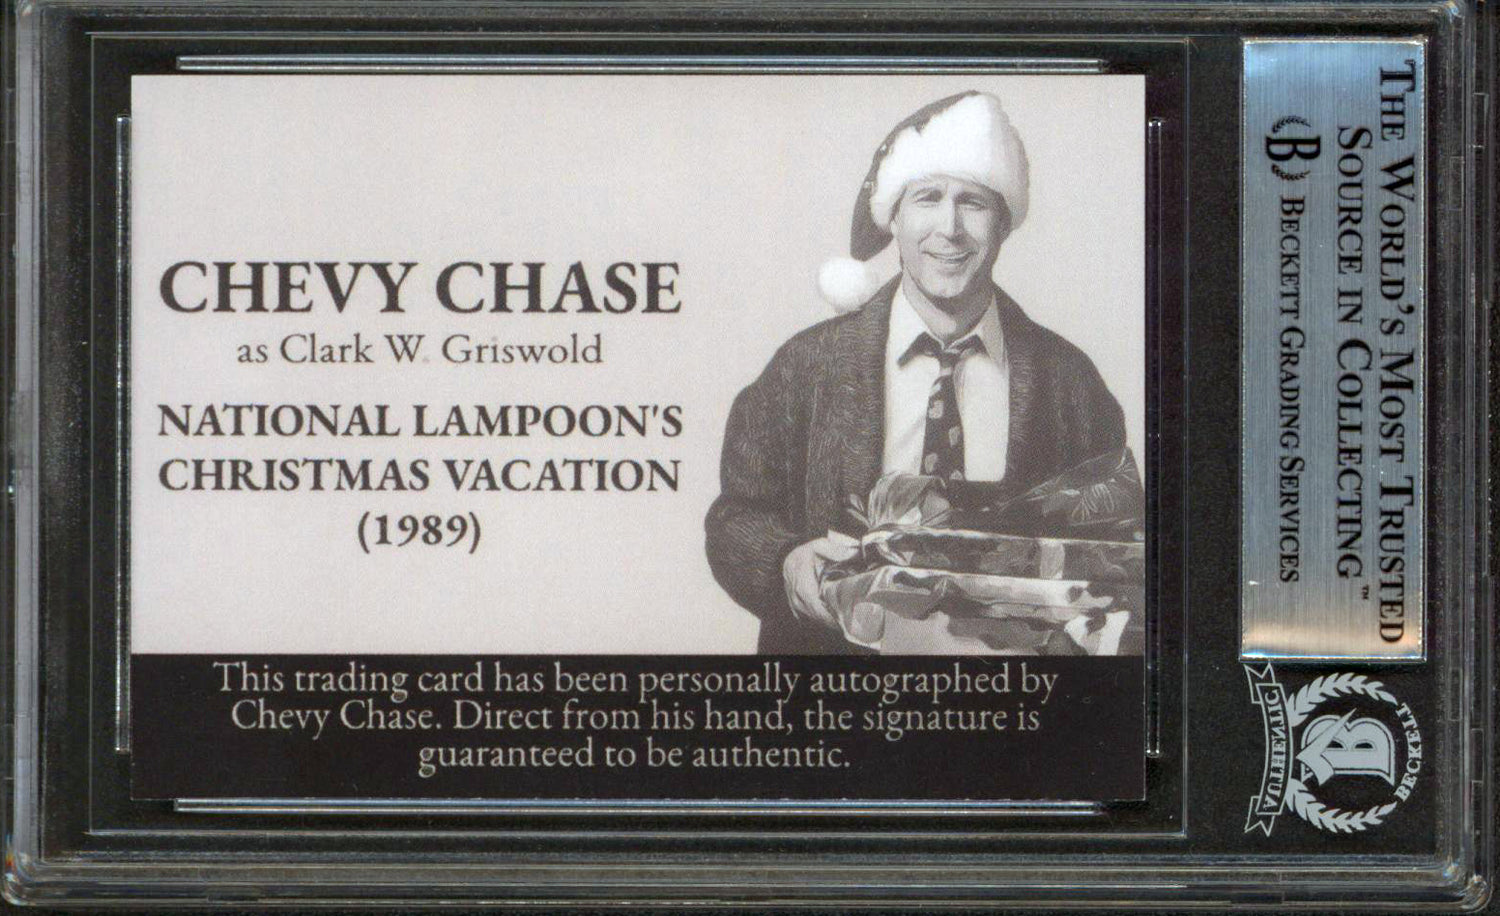 CHEVY CHASE
as Clark W. Griswold
NATIONAL LAMPOON'S
CHRISTMAS VACATION
(1989)
This trading card has been personally autographed by
Chevy Chase. Direct from his hand, the signature is
guaranteed to be authentic.
THE WORLD'S MOST TRUSTED
SOURCE IN COLLECTING™
B BECKETT GRADING SERVICES
BECKETT
B
AUTHENTIC